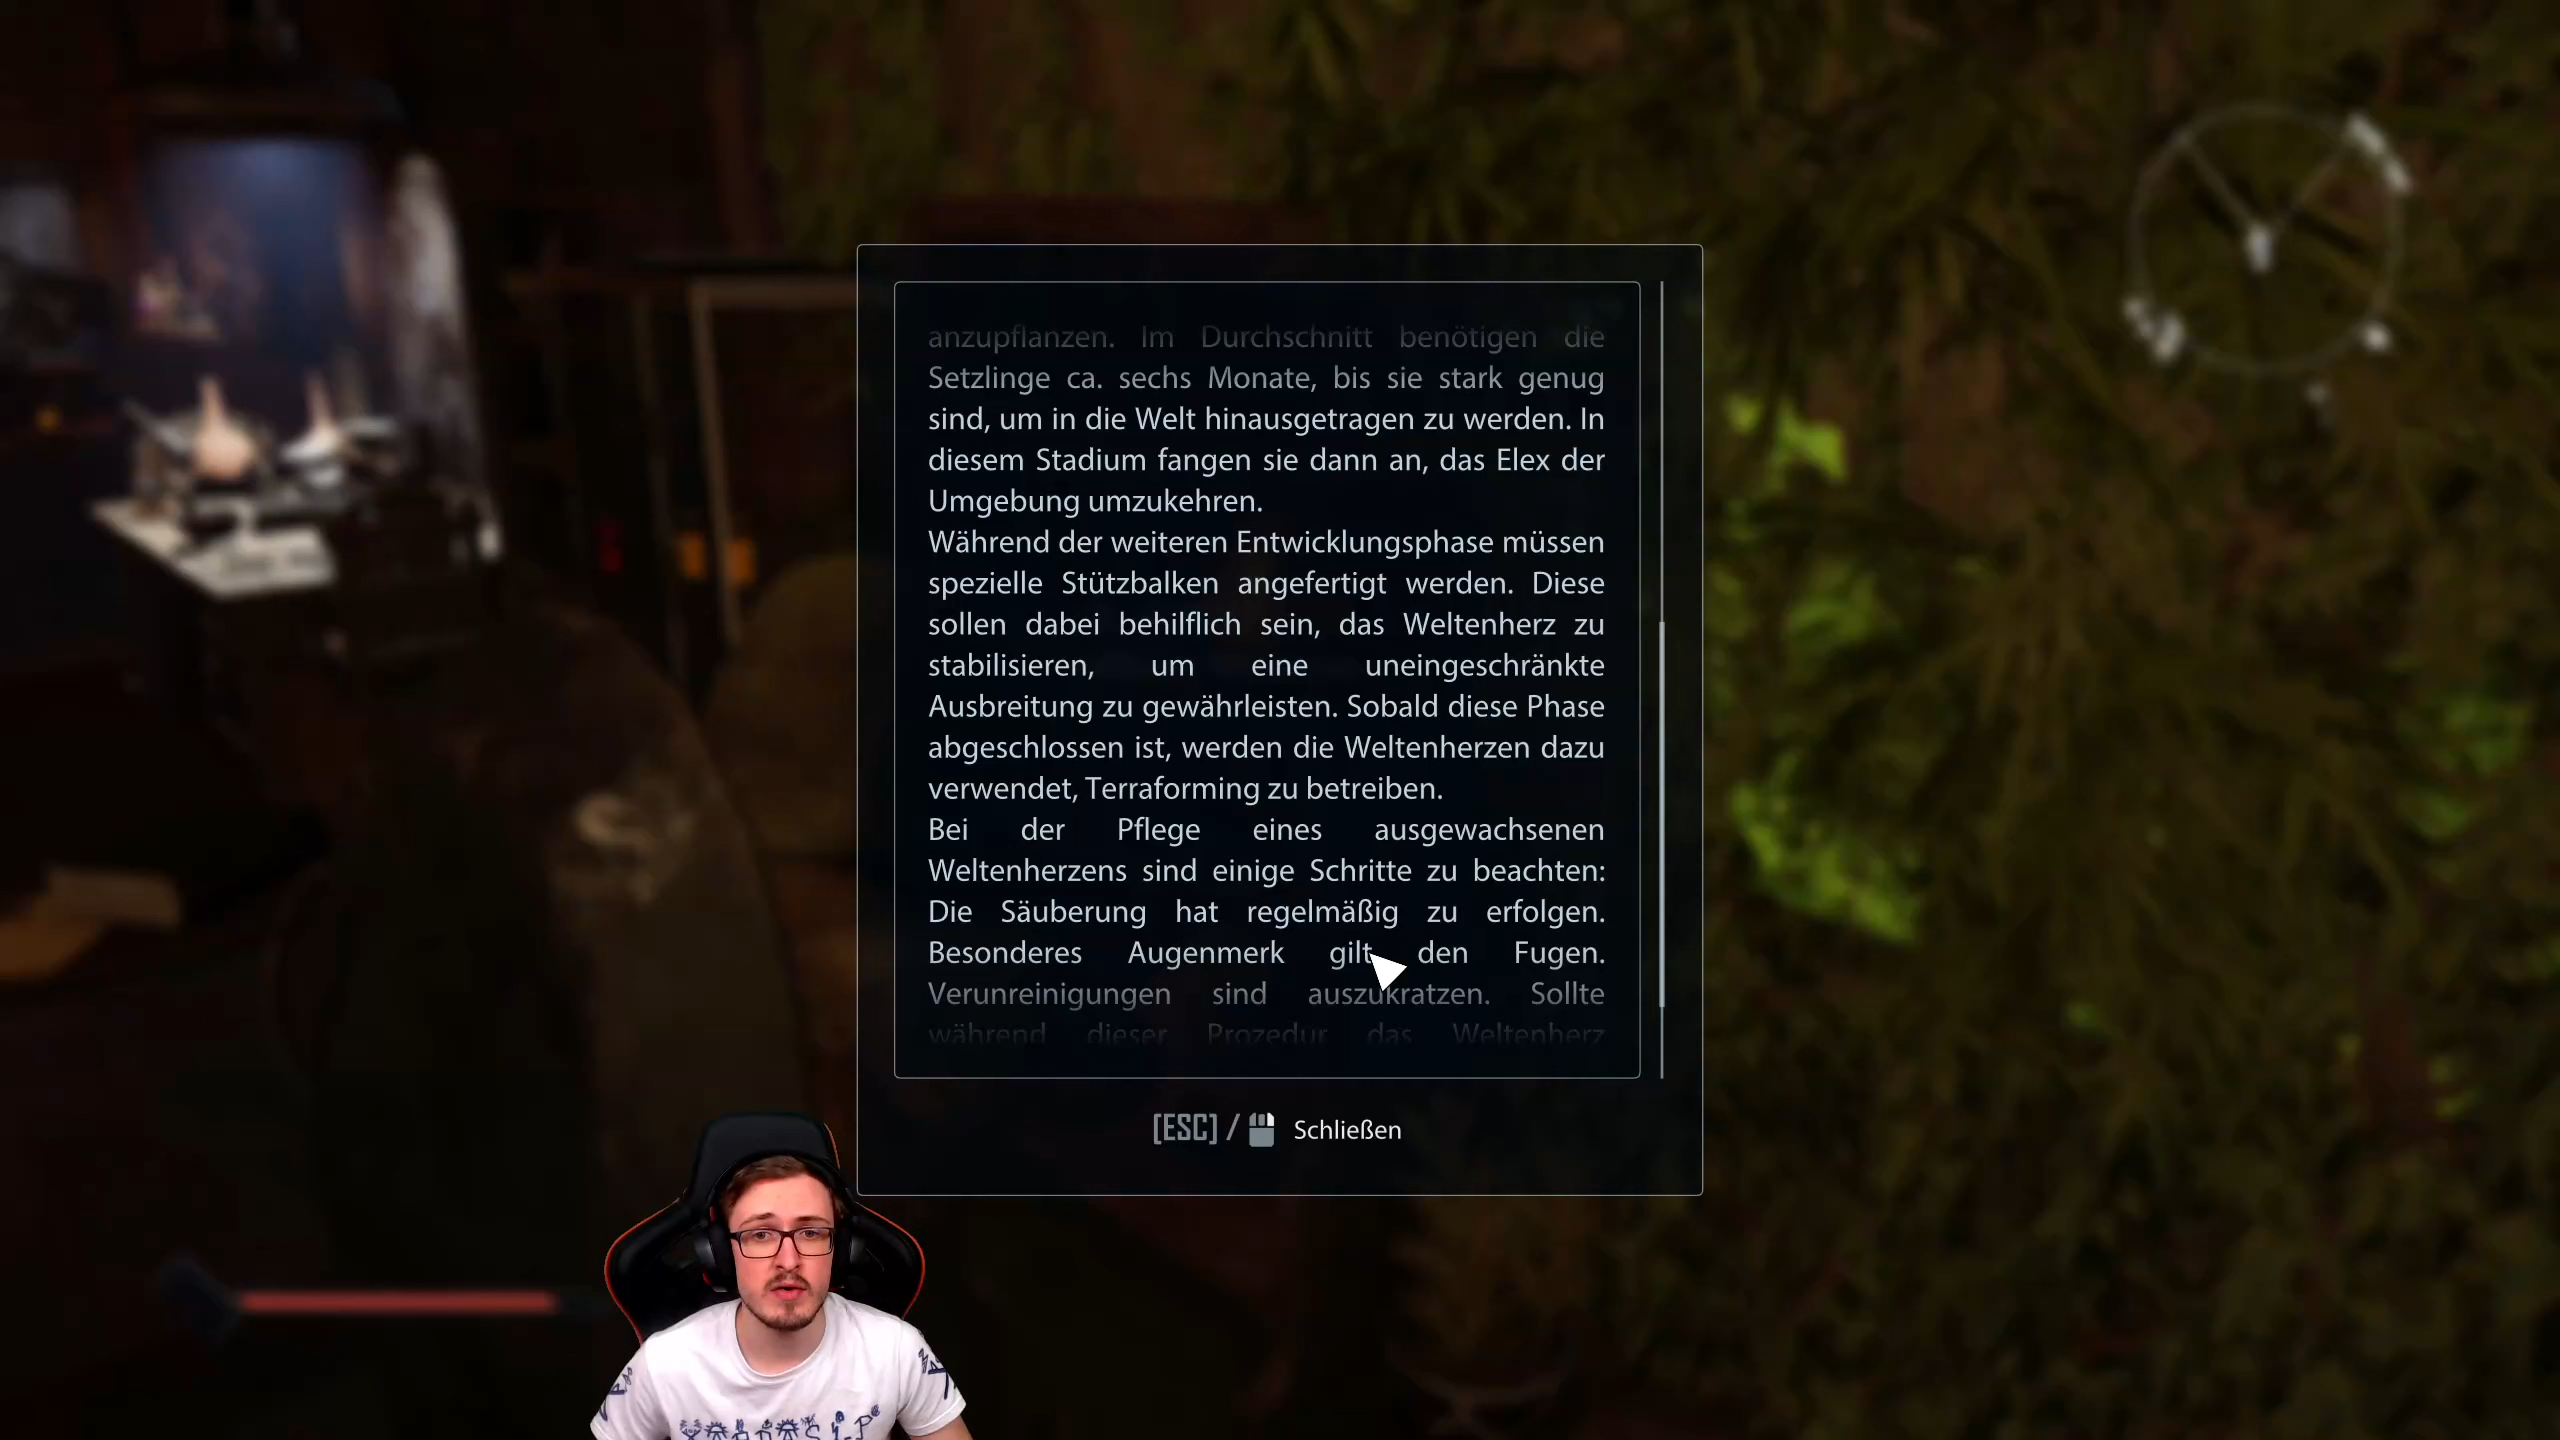 anzupflanzen. Im Durchschnitt benötigen die
Setzlinge ca. sechs Monate, bis sie stark genug
sind, um in die Welt hinausgetragen zu werden. In
diesem Stadium fangen sie dann an, das Elex der
Umgebung umzukehren.
Während der weiteren Entwicklungsphase müssen
spezielle Stützbalken angefertigt werden. Diese
sollen dabei behilflich sein, das Weltenherz zu
stabilisieren, um eine uneingeschränkte
Ausbreitung zu gewährleisten. Sobald diese Phase
abgeschlossen ist, werden die Weltenherzen dazu
verwendet, Terraforming zu betreiben.
Bei der Pflege eines ausgewachsenen
Weltenherzens sind einige Schritte zu beachten:
Die Säuberung hat regelmäßig zu erfolgen.
Besonderes Augenmerk gilt den Fugen.
Verunreinigungen sind auszukratzen. Sollte
während dieser Prozedur das Weltenherz
[ESC] / Schließen